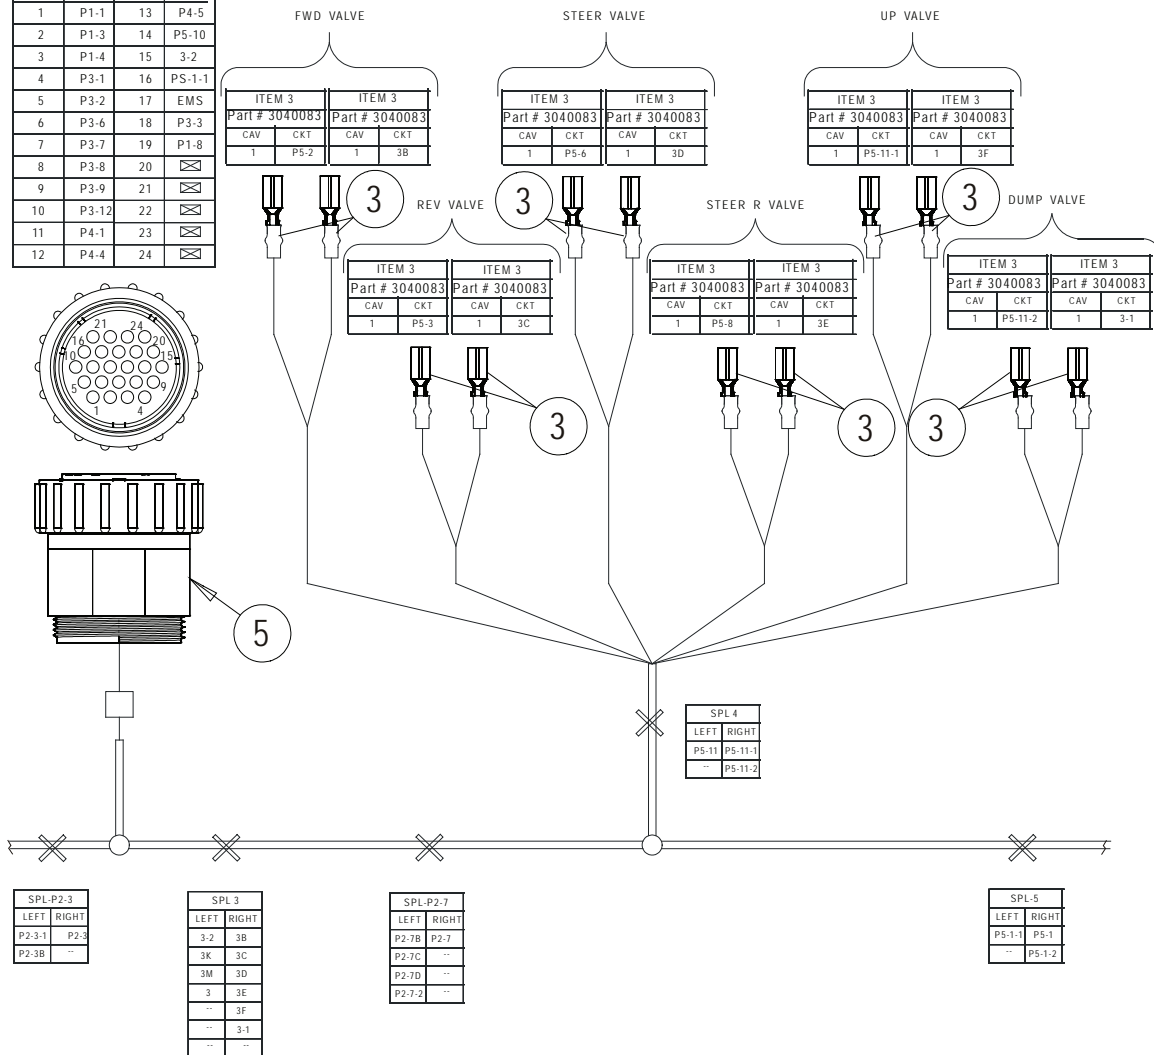 1 P1-1 13 P4-5
2 P1-3 14 P5-10
3 P1-4 15 3-2
4 P3-1 16 PS-1-1
5 P3-2 17 EMS
6 P3-6 18 P3-3
7 P3-7 19 P1-8
8 P3-8 20
9 P3-9 21
10 P3-12 22
11 P4-1 23
12 P4-4 24
FWD VALVE
ITEM 3 ITEM 3
Part # 3040083 Part # 3040083
CAV CKT CAV CKT
1 P5-2 1 3B
STEER VALVE
ITEM 3 ITEM 3
Part # 3040083 Part # 3040083
CAV CKT CAV CKT
1 P5-6 1 3D
UP VALVE
ITEM 3 ITEM 3
Part # 3040083 Part # 3040083
CAV CKT CAV CKT
1 P5-11-1 1 3F
3
3
3
REV VALVE
ITEM 3 ITEM 3
Part # 3040083 Part # 3040083
CAV CKT CAV CKT
1 P5-3 1 3C
STEER R VALVE
ITEM 3 ITEM 3
Part # 3040083 Part # 3040083
CAV CKT CAV CKT
1 P5-8 1 3E
DUMP VALVE
ITEM 3 ITEM 3
Part # 3040083 Part # 3040083
CAV CKT CAV CKT
1 P5-11-2 1 3-1
21 24
16 20
10 15
5 9
1 4
3
3
3
5
SPL 4
LEFT RIGHT
P5-11 P5-11-1
-- P5-11-2
SPL-P2-3
LEFT RIGHT
P2-3-1 P2-3
P2-3B --
SPL 3
LEFT RIGHT
3-2 3B
3K 3C
3M 3D
3 3E
-- 3F
-- 3-1
-- --
SPL-P2-7
LEFT RIGHT
P2-7B P2-7
P2-7C --
P2-7D --
P2-7-2 --
SPL-5
LEFT RIGHT
P5-1-1 P5-1
-- P5-1-2